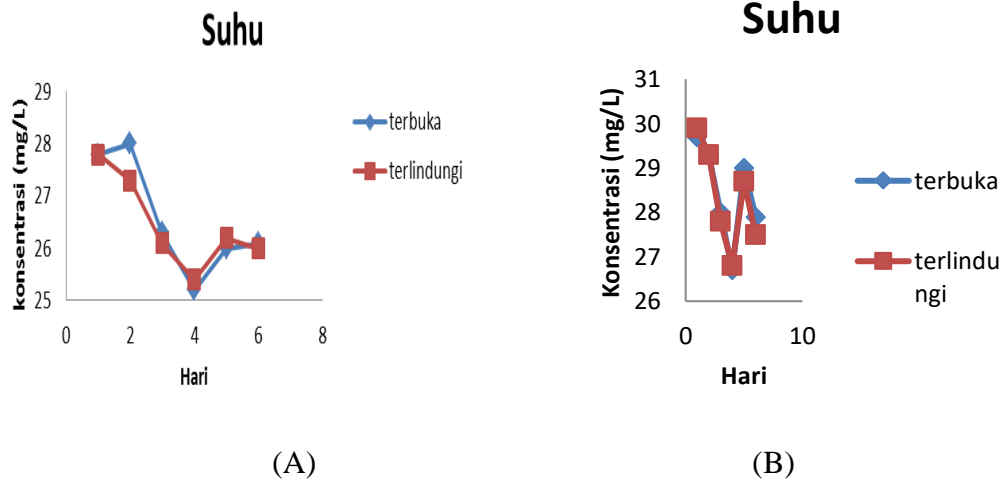 Suhu
konsentrasi (mg/L)
29
28
27
26
25
0 2 4 6 8
Hari
terbuka
terlindungi
(A)
Suhu
Konsentrasi (mg/L)
31
30
29
28
27
26
0 10
Hari
terbuka
terlindu
ngi
(B)